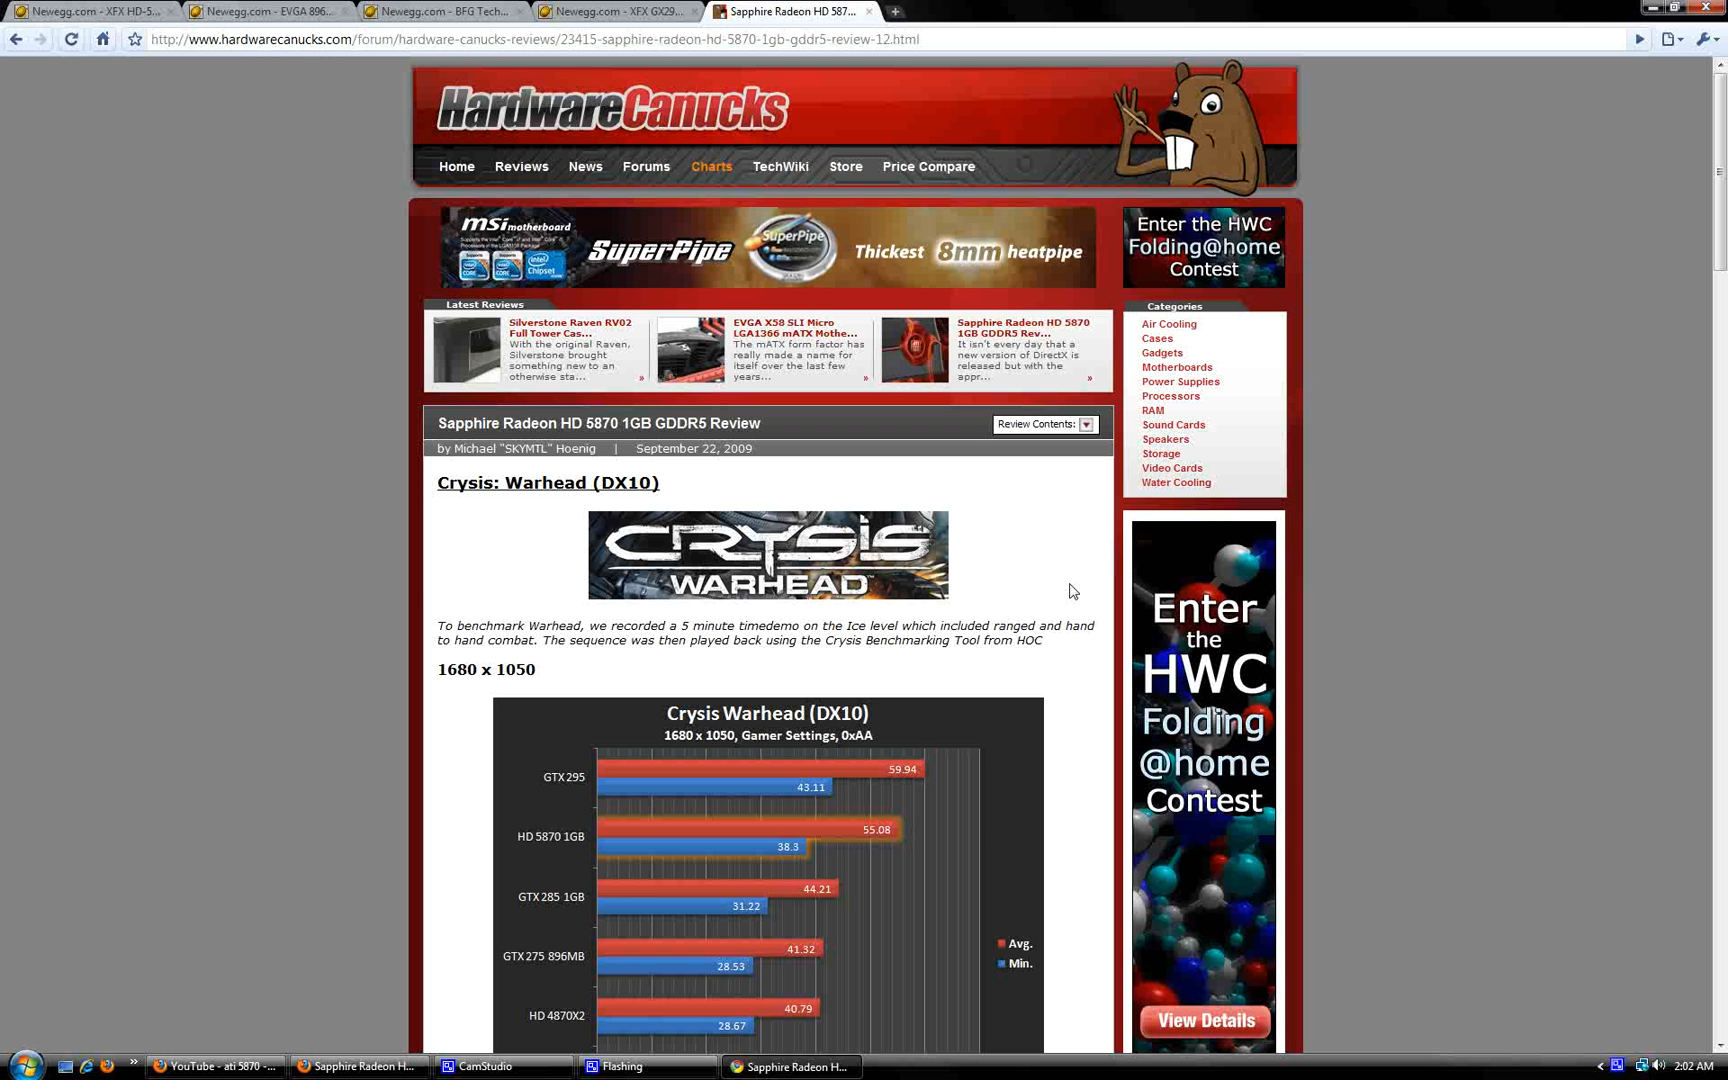 Newegg.com - XFX HD-5...
Newegg.com - EVGA 896...
Newegg.com - BFG Tech...
Newegg.com - XFX GX29...
Sapphire Radeon HD 587...
http://www.hardwarecanucks.com/forum/hardware-canucks-reviews/23415-sapphire-radeon-hd-5870-1gb-gddr5-review-12.html
HardwareCanucks
Home Reviews News Forums Charts TechWiki Store Price Compare
msi motherboard
SuperPipe
SuperPipe
Thickest 8mm heatpipe
Enter the HWC
Folding@home
Contest
Latest Reviews
Silverstone Raven RV02
Full Tower Cas...
With the original Raven,
Silverstone brought
something new to an
otherwise sta... »
EVGA X58 SLI Micro
LGA1366 mATX Mothe...
The mATX form factor has
really made a name for
itself over the last few
years... »
Sapphire Radeon HD 5870
1GB GDDR5 Rev...
It isn't every day that a
new version of DirectX is
released but with the
appr... »
Categories
Air Cooling
Cases
Gadgets
Motherboards
Power Supplies
Processors
RAM
Sound Cards
Speakers
Storage
Video Cards
Water Cooling
Sapphire Radeon HD 5870 1GB GDDR5 Review
Review Contents:
by Michael "SKYMTL" Hoenig | September 22, 2009
Crysis: Warhead (DX10)
CRYSIS
WARHEAD
To benchmark Warhead, we recorded a 5 minute timedemo on the Ice level which included ranged and hand
to hand combat. The sequence was then played back using the Crysis Benchmarking Tool from HOC
1680 x 1050
Crysis Warhead (DX10)
1680 x 1050, Gamer Settings, 0xAA
GTX 295
59.94
43.11
HD 5870 1GB
55.08
38.3
GTX 285 1GB
44.21
31.22
GTX 275 896MB
41.32
28.53
HD 4870X2
40.79
28.67
Avg.
Min.
Enter
the
HWC
Folding
@home
Contest
View Details
YouTube - ati 5870 -...
Sapphire Radeon H...
CamStudio
Flashing
Sapphire Radeon H...
2:02 AM